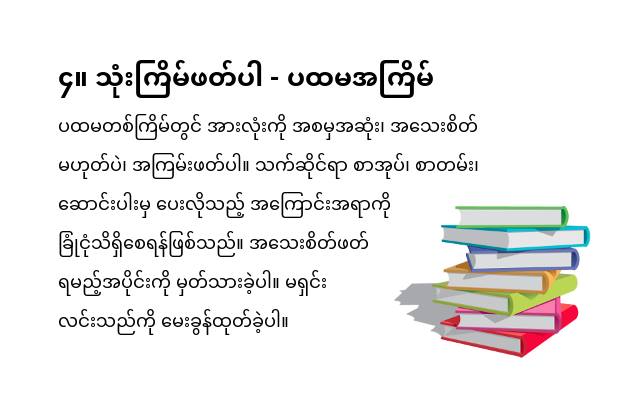 ၄။ သုံးကြိမ်ဖတ်ပါ - ပထမအကြိမ်
ပထမတစ်ကြိမ်တွင် အားလုံးကို အစမှအဆုံး၊ အသေးစိတ်
မဟုတ်ပဲ၊ အကြမ်းဖတ်ပါ။ သက်ဆိုင်ရာ စာအုပ်၊ စာတမ်း၊
ဆောင်းပါးမှ ပေးလိုသည့် အကြောင်းအရာကို
ခြုံငုံသိရှိစေရန်ဖြစ်သည်။ အသေးစိတ်ဖတ်
ရမည့်အပိုင်းကို မှတ်သားခဲ့ပါ။ မရှင်း
လင်းသည်ကို မေးခွန်ထုတ်ခဲ့ပါ။